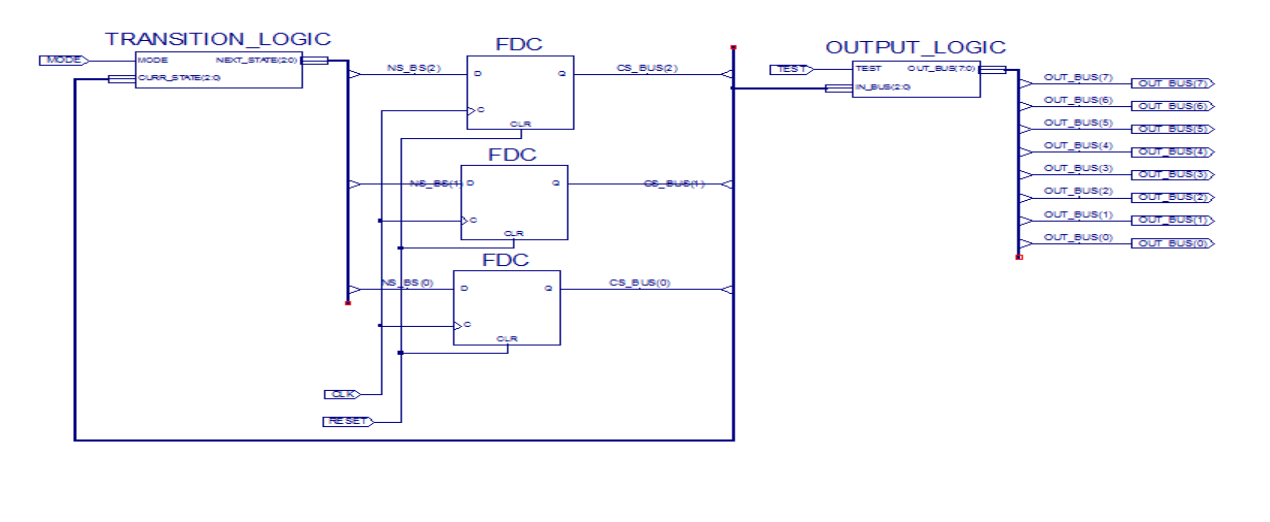 TRANSITION_LOGIC
MODE
MODE
NEXT_STATE(2:0)
CURR_STATE(2:0)
FDC
NS_BS(2)
D
Q
CS_BUS(2)
C
CLR
FDC
NS_BS(1)
D
Q
CS_BUS(1)
C
CLR
FDC
NS_BS(0)
D
Q
CS_BUS(0)
C
CLR
CLK
RESET
OUTPUT_LOGIC
TEST
TEST
OUT_BUS(7:0)
IN_BUS(2:0)
OUT_BUS(7)
OUT_BUS(7)
OUT_BUS(6)
OUT_BUS(6)
OUT_BUS(5)
OUT_BUS(5)
OUT_BUS(4)
OUT_BUS(4)
OUT_BUS(3)
OUT_BUS(3)
OUT_BUS(2)
OUT_BUS(2)
OUT_BUS(1)
OUT_BUS(1)
OUT_BUS(0)
OUT_BUS(0)